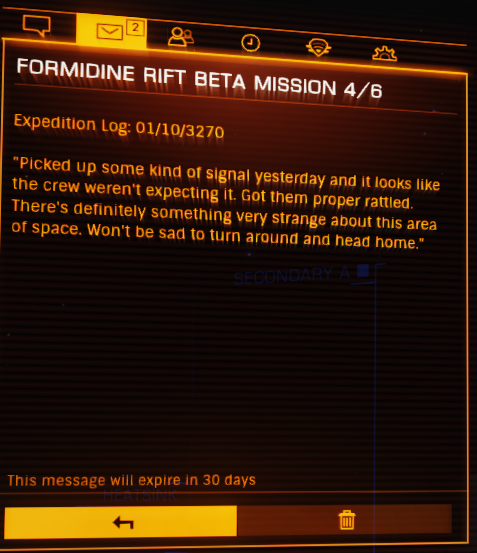 2
FORMIDINE RIFT BETA MISSION 4/6
Expedition Log: 01/10/3270
"Picked up some kind of signal yesterday and it looks like
the crew weren't expecting it. Got them proper rattled.
There's definitely something very strange about this area
of space. Won't be sad to turn around and head home."
SECONDARY A
This message will expire in 30 days
HEATSINK